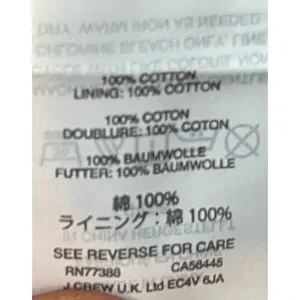 100% COTTON
LINING: 100% COTTON
100% COTON
DOUBLURE: 100% COTON
100% BAUMWOLLE
FUTTER: 100% BAUMWOLLE
綿 100%
ライニング：綿 100%
SEE REVERSE FOR CARE
RN77388 CA56445
J.CREW U.K. Ltd EC4V 6JA